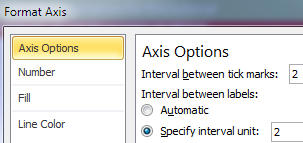 Format Axis
Axis Options
Number
Fill
Line Color
Axis Options
Interval between tick marks: 2
Interval between labels:
Automatic
Specify interval unit: 2